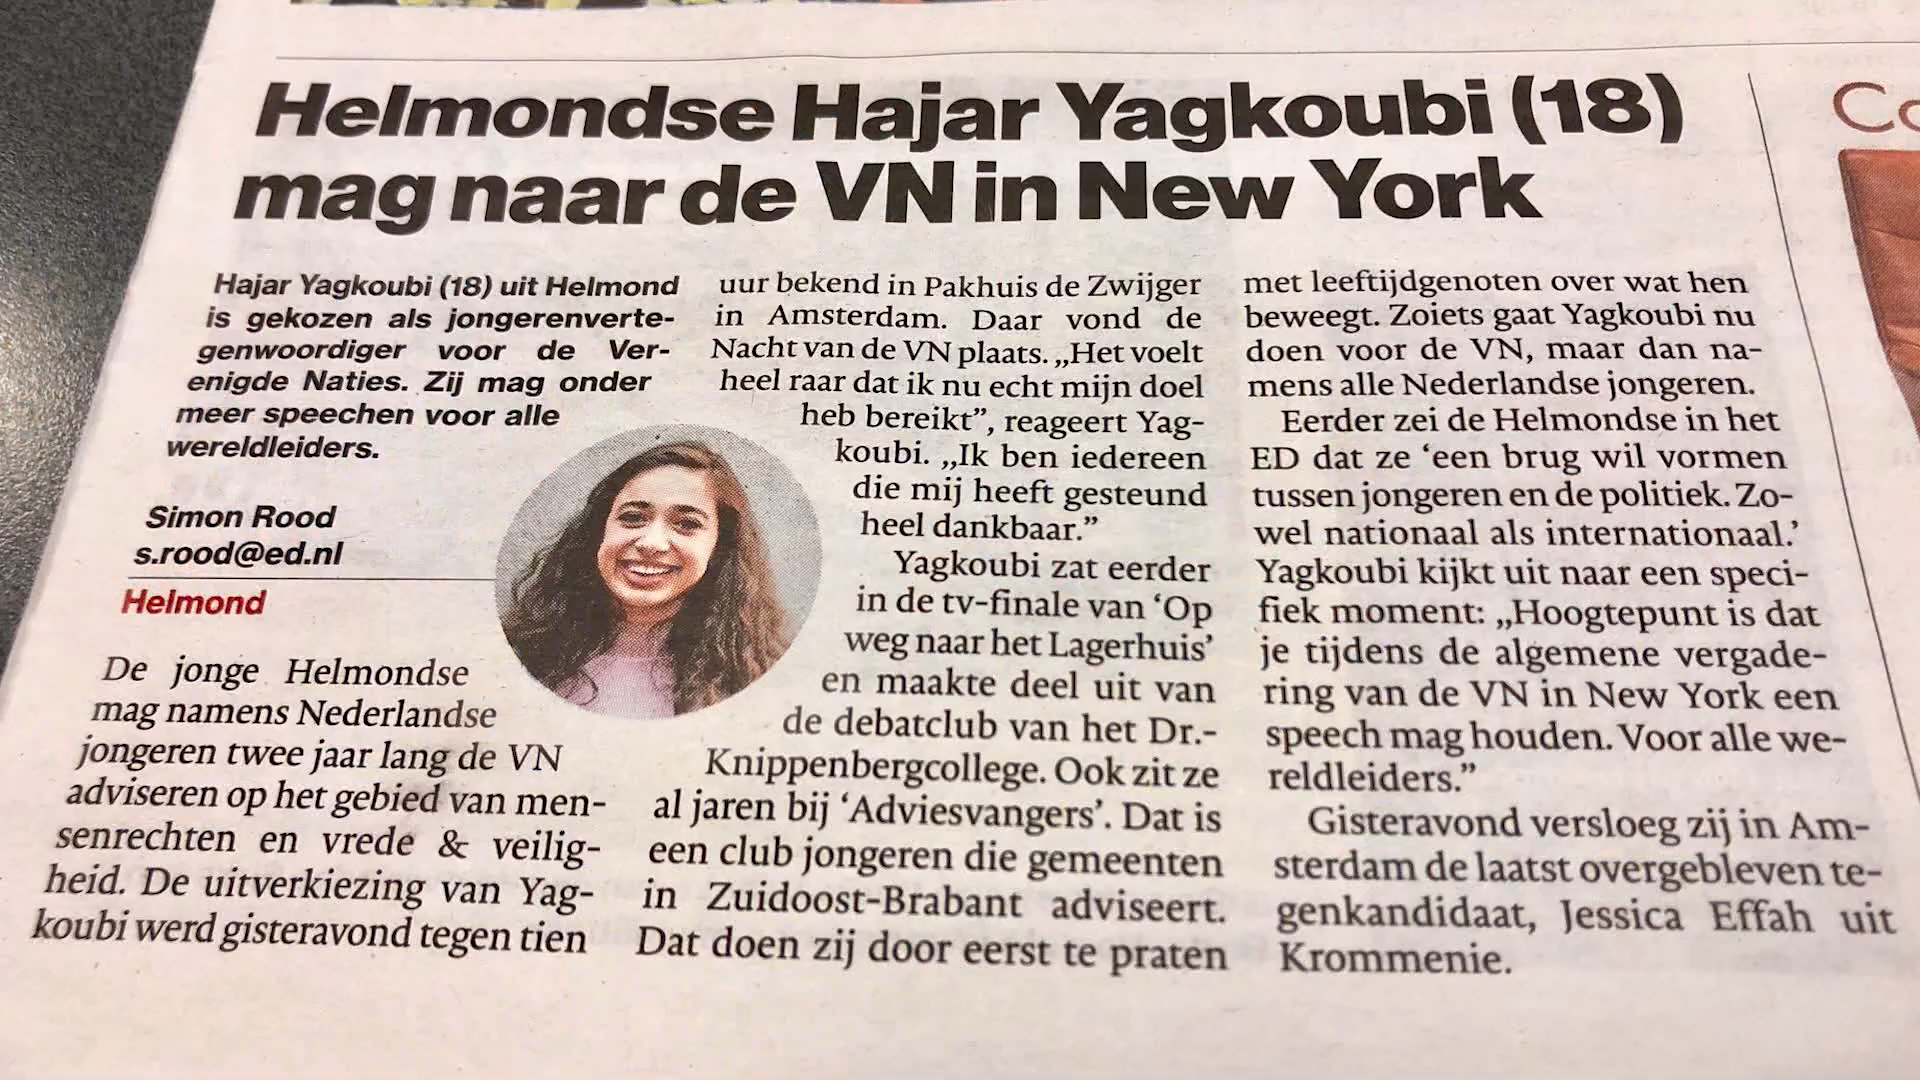 Helmondse Hajar Yagkoubi (18)
mag naar de VN in New York
Hajar Yagkoubi (18) uit Helmond
is gekozen als jongerenverte-
genwoordiger voor de Ver-
enigde Naties. Zij mag onder
meer speechen voor alle
wereldleiders.
Simon Rood
s.rood@ed.nl
Helmond
De jonge Helmondse
mag namens Nederlandse
jongeren twee jaar lang de VN
adviseren op het gebied van men-
senrechten en vrede & veilig-
heid. De uitverkiezing van Yag-
koubi werd gisteravond tegen tien
uur bekend in Pakhuis de Zwijger
in Amsterdam. Daar vond de
Nacht van de VN plaats. „Het voelt
heel raar dat ik nu echt mijn doel
heb bereikt”, reageert Yag-
koubi. „Ik ben iedereen
die mij heeft gesteund
heel dankbaar.”
Yagkoubi zat eerder
in de tv-finale van ‘Op
weg naar het Lagerhuis’
en maakte deel uit van
de debatclub van het Dr.-
Knippenbergcollege. Ook zit ze
al jaren bij ‘Adviesvangers’. Dat is
een club jongeren die gemeenten
in Zuidoost-Brabant adviseert.
Dat doen zij door eerst te praten
met leeftijdgenoten over wat hen
beweegt. Zoiets gaat Yagkoubi nu
doen voor de VN, maar dan na-
mens alle Nederlandse jongeren.
Eerder zei de Helmondse in het
ED dat ze ‘een brug wil vormen
tussen jongeren en de politiek. Zo-
wel nationaal als internationaal.’
Yagkoubi kijkt uit naar een speci-
fiek moment: „Hoogtepunt is dat
je tijdens de algemene vergade-
ring van de VN in New York een
speech mag houden. Voor alle we-
reldleiders.”
Gisteravond versloeg zij in Am-
sterdam de laatst overgebleven te-
genkandidaat, Jessica Effah uit
Krommenie.